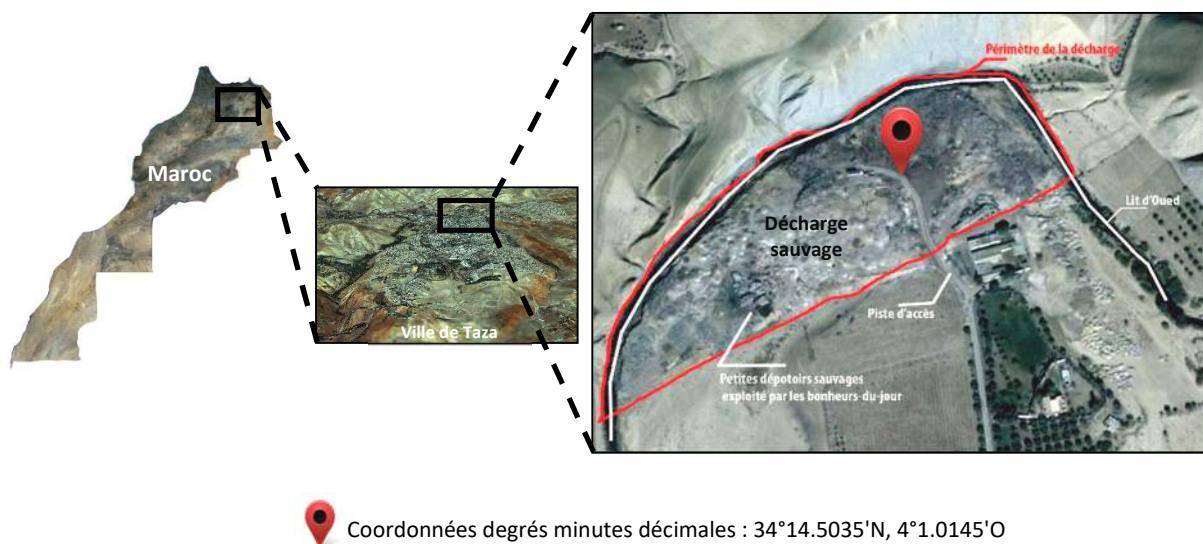 Maroc
Ville de Taza
Périmètre de la décharge
Décharge
sauvage
Lit d'Oued
Piste d'accès
Petites dépotoirs sauvages
exploité par les bonheurs-du-jour
Coordonnées degrés minutes décimales : 34°14.5035'N, 4°1.0145'O